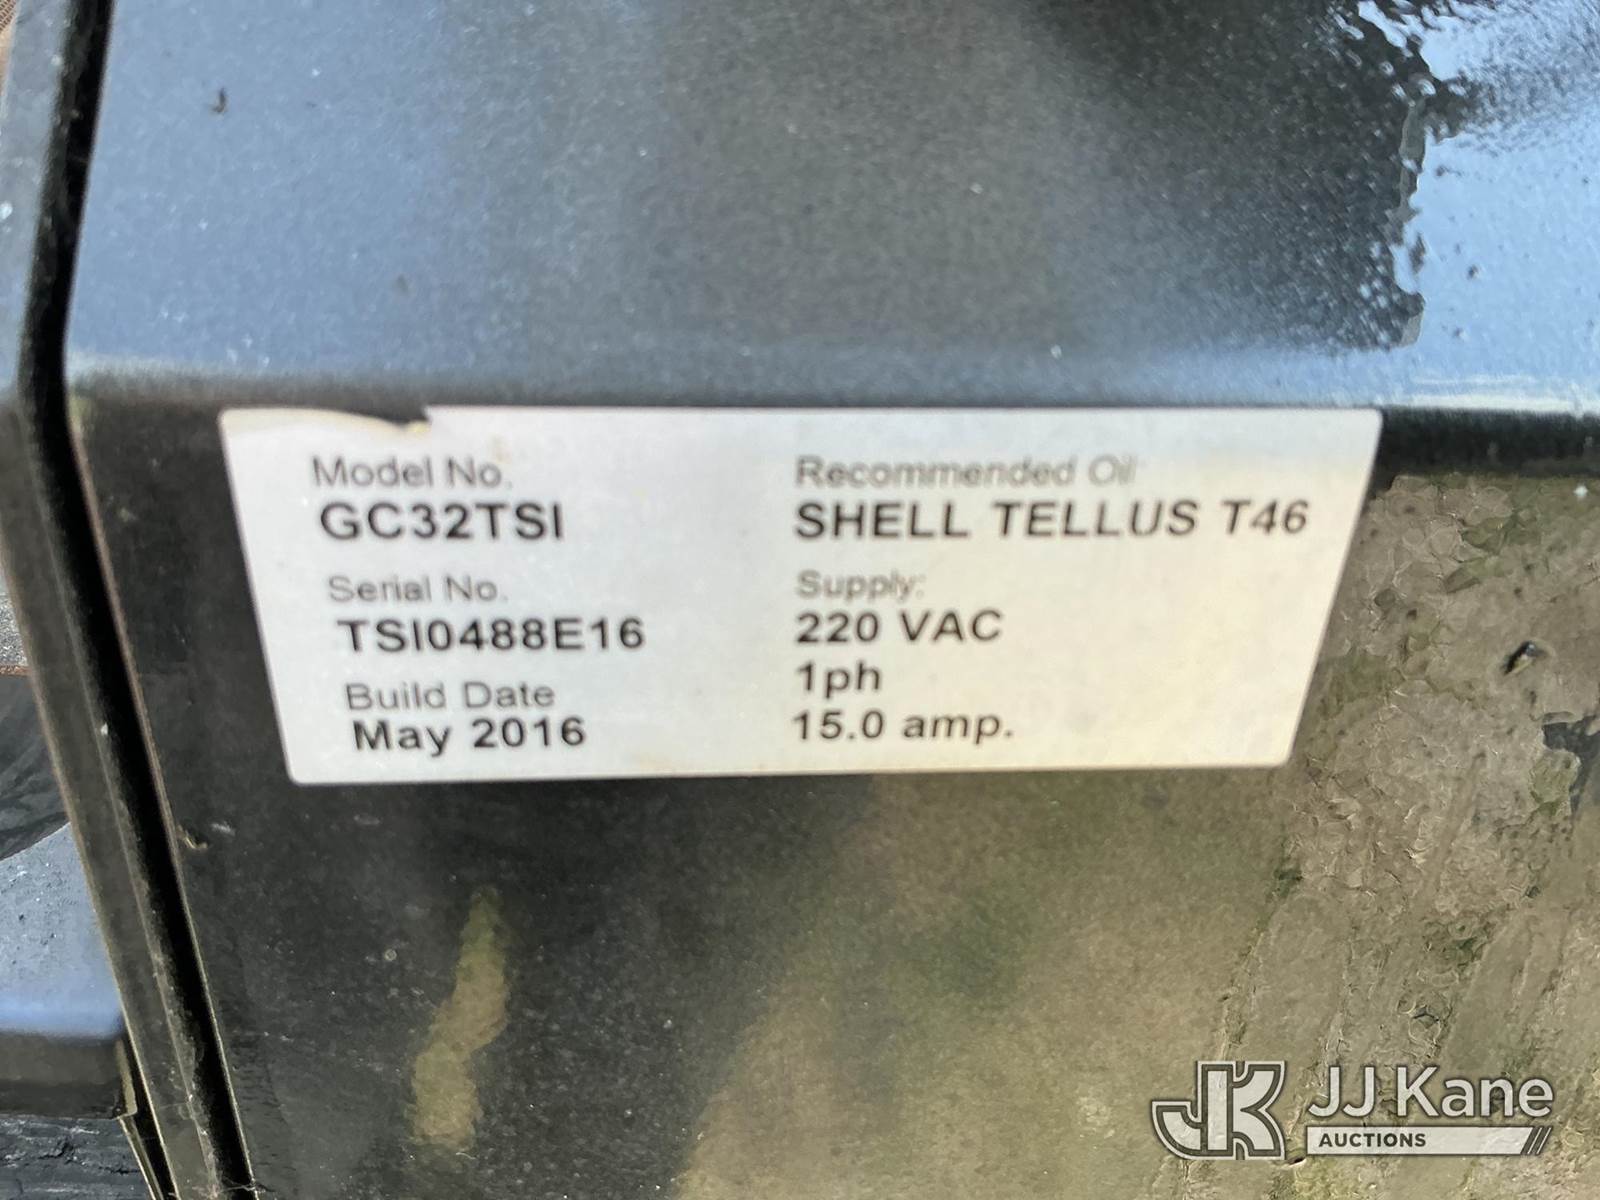 Model No.
GC32TSI
Serial No.
TSI0488E16
Build Date
May 2016
Recommended Oil:
SHELL TELLUS T46
Supply:
220 VAC
1ph
15.0 amp.
JK JJ Kane
AUCTIONS